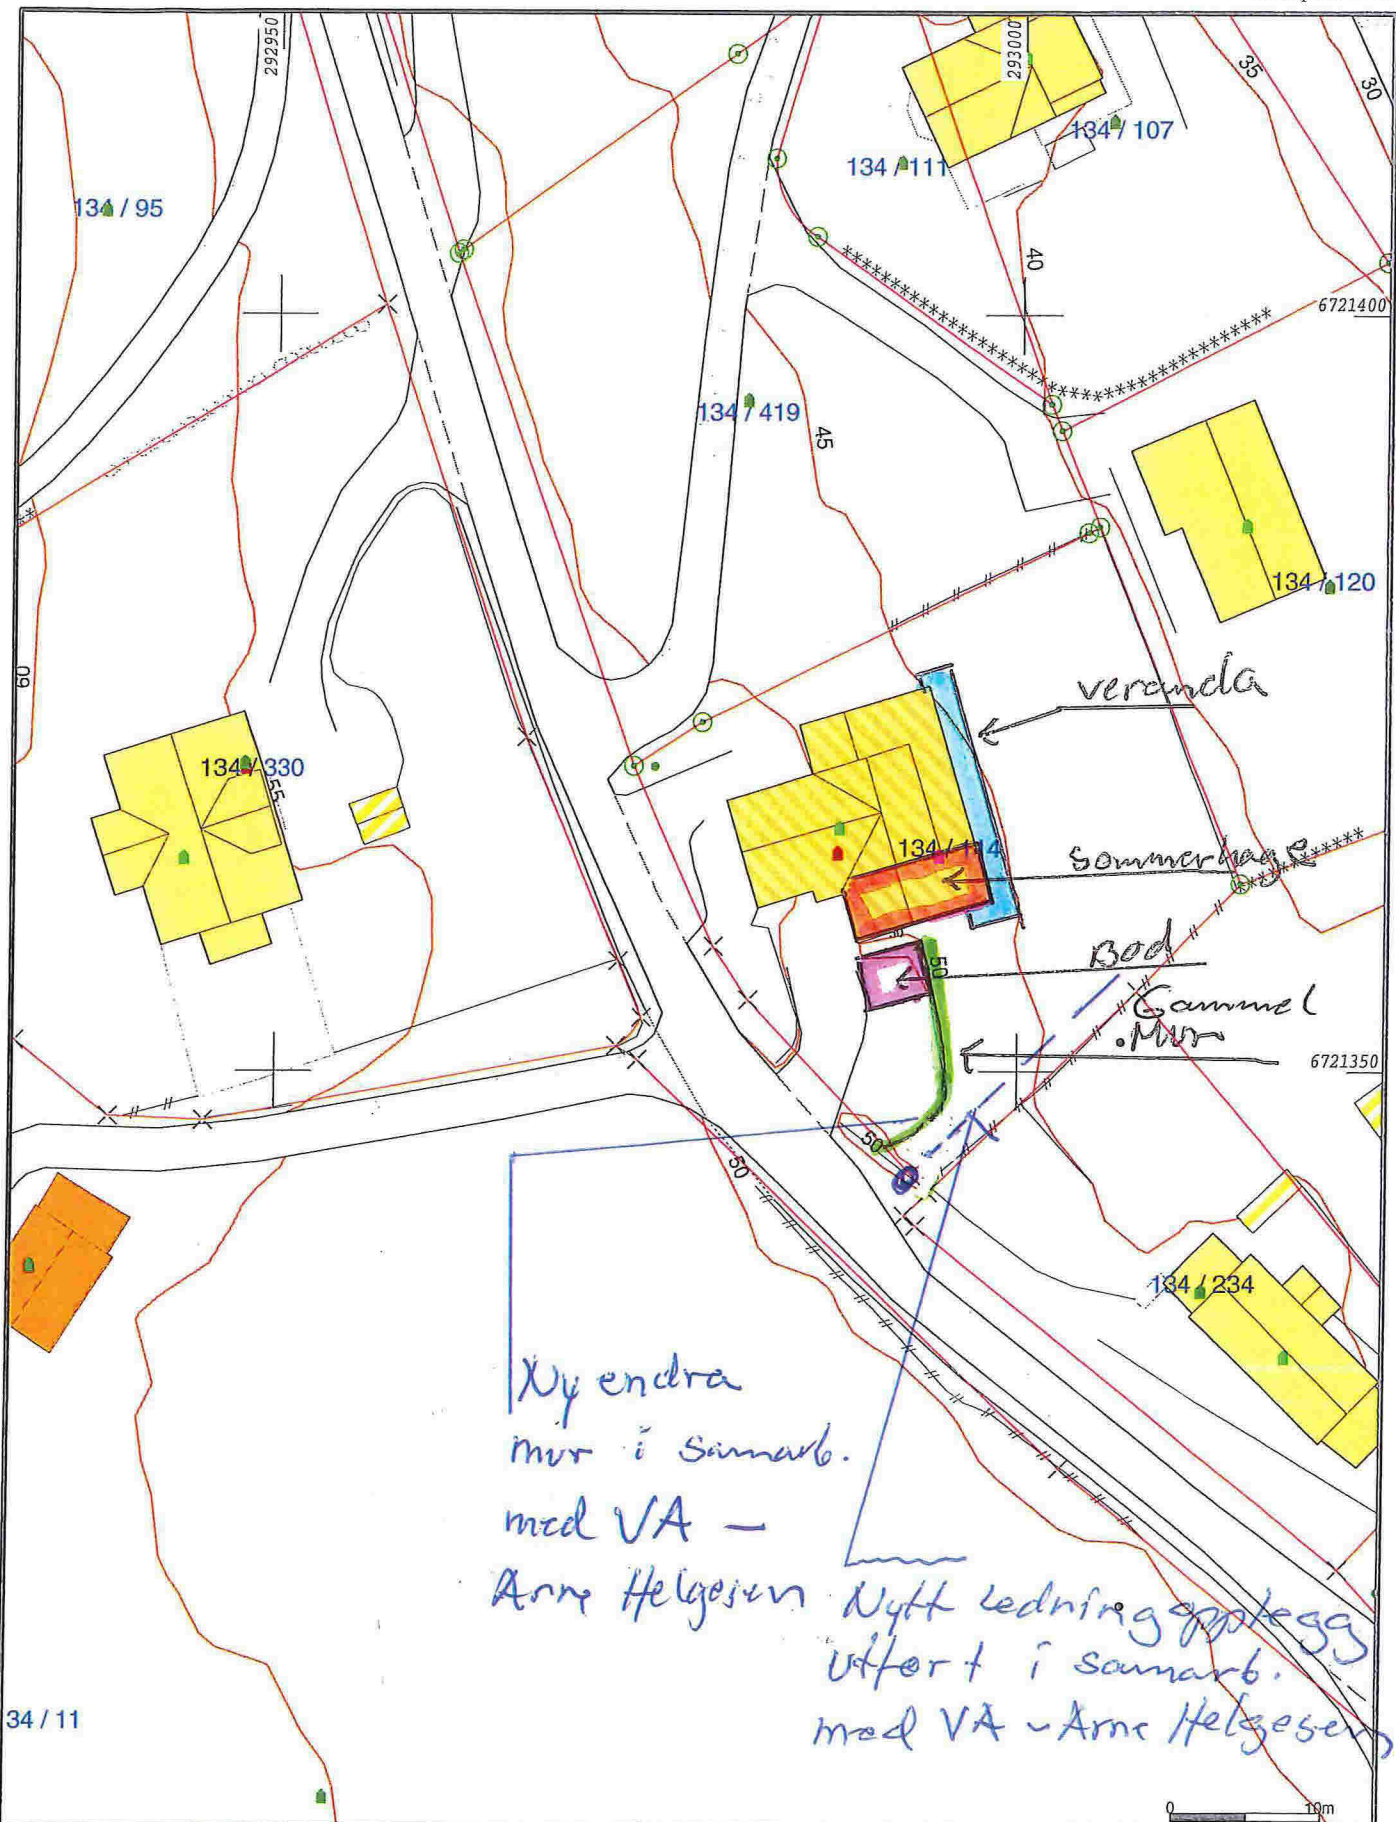 292950
293000
35
30
134 / 107
134 / 111
134 / 95
40
6721400
134 / 419
45
134 / 120
60
veranda
134 / 330
55
134 / 114
sommerhage
50
Bod
Gammel
Mur
6721350
50
50
134 / 234
Ny endra
mur i samarb.
med VA –
Arne Helgesen
Nytt Ledningopplegg
Utført i samarb.
med VA - Arne Helgesen
34 / 11
0 10m